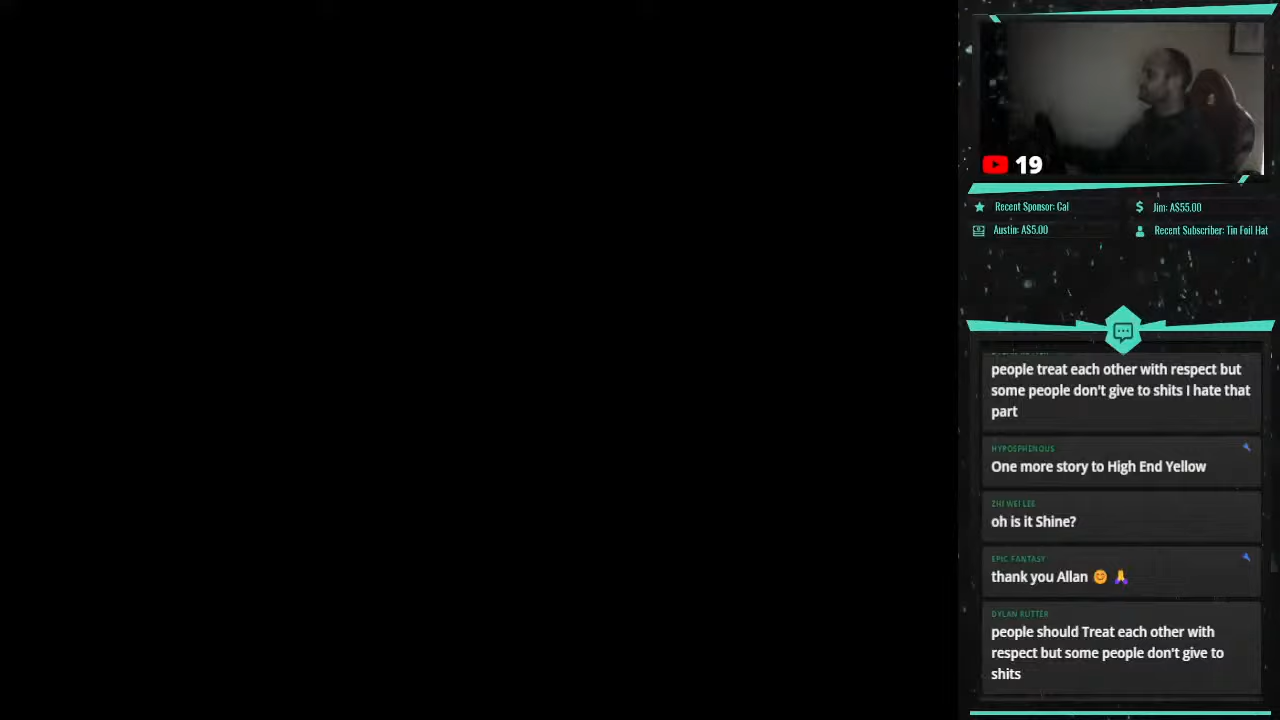 19
Recent Sponsor: Cal
Jim: A$55.00
Austin: A$5.00
Recent Subscriber: Tin Foil Hat
people treat each other with respect but
some people don't give to shits I hate that
part
HYPOSPHINOUS
One more story to High End Yellow
ZHI WEI LEE
oh is it Shine?
EPIC FANTASY
thank you Allan 😊 🙏
DYLAN RUTTER
people should Treat each other with
respect but some people don't give to
shits